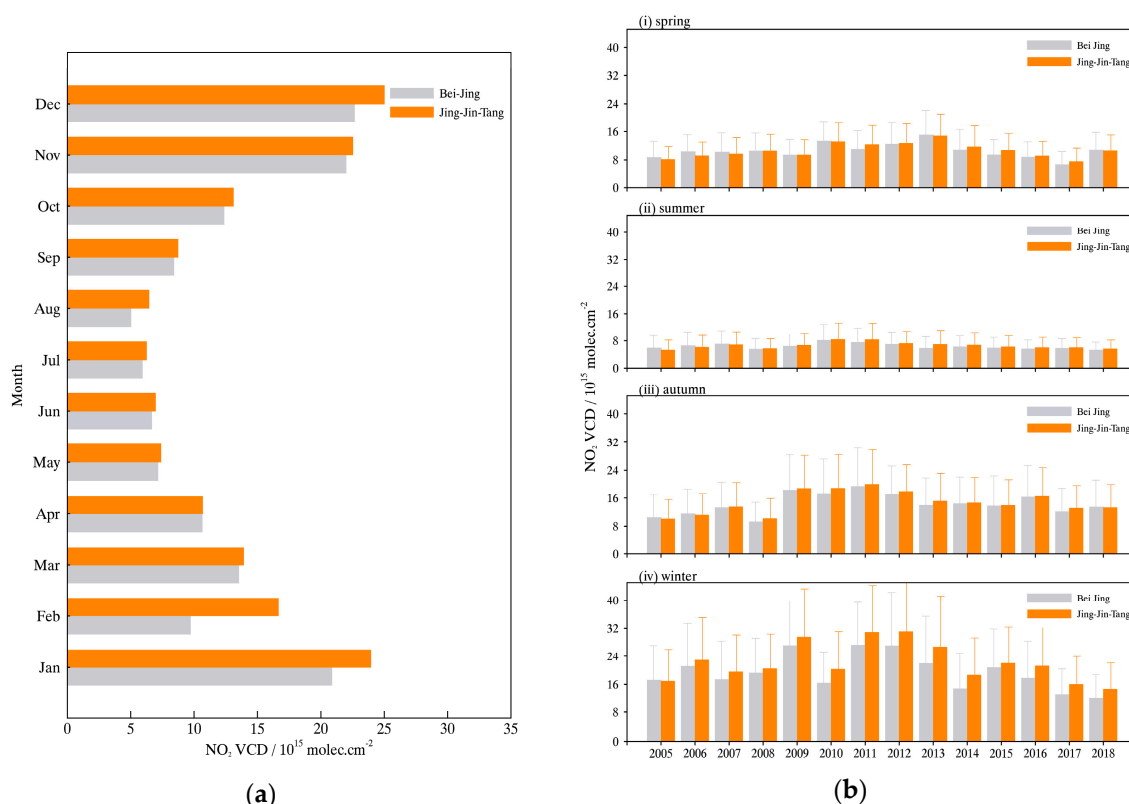 Month
Dec
Nov
Oct
Sep
Aug
Jul
Jun
May
Apr
Mar
Feb
Jan
Bei-Jing
Jing-Jin-Tang
0 5 10 15 20 25 30 35
NO₂ VCD / 10¹⁵ molec.cm⁻²
(a)
NO₂ VCD / 10¹⁵ molec.cm⁻²
(i) spring
40
32
24
16
8
0
Bei Jing
Jing-Jin-Tang
(ii) summer
40
32
24
16
8
0
Bei Jing
Jing-Jin-Tang
(iii) autumn
40
32
24
16
8
0
Bei Jing
Jing-Jin-Tang
(iv) winter
40
32
24
16
8
0
Bei Jing
Jing-Jin-Tang
2005 2006 2007 2008 2009 2010 2011 2012 2013 2014 2015 2016 2017 2018
(b)